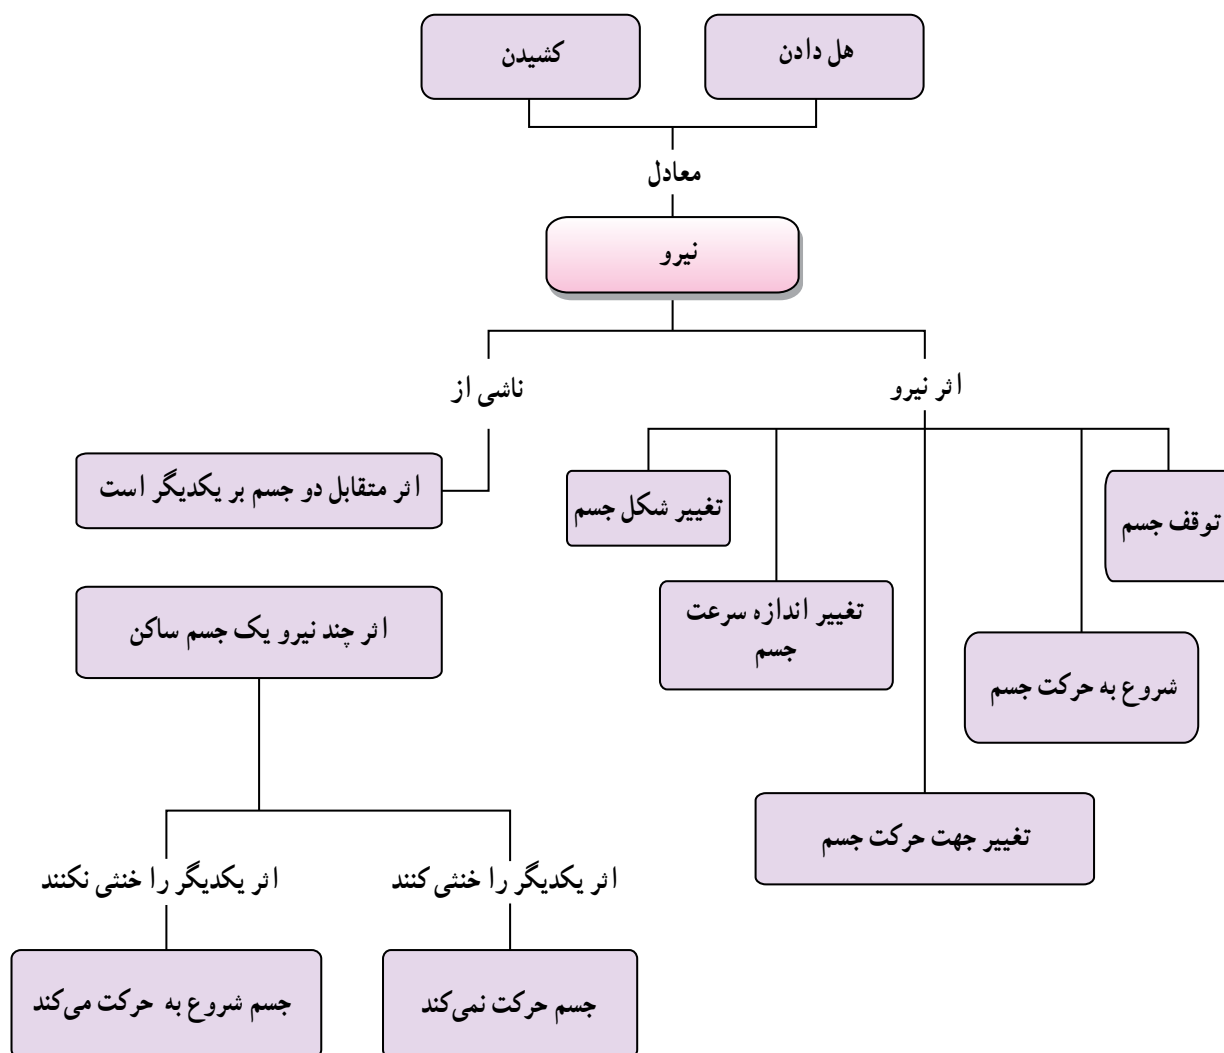 هل دادن
کشیدن
معادل
نیرو
اثر نیرو
ناشی از
توقف جسم
شروع به حرکت جسم
تغییر جهت حرکت جسم
تغییر اندازه سرعت
جسم
تغییر شکل جسم
اثر متقابل دو جسم بر یکدیگر است
اثر چند نیرو یک جسم ساکن
اثر یکدیگر را خنثی کنند
اثر یکدیگر را خنثی نکنند
جسم حرکت نمی‌کند
جسم شروع به حرکت می‌کند